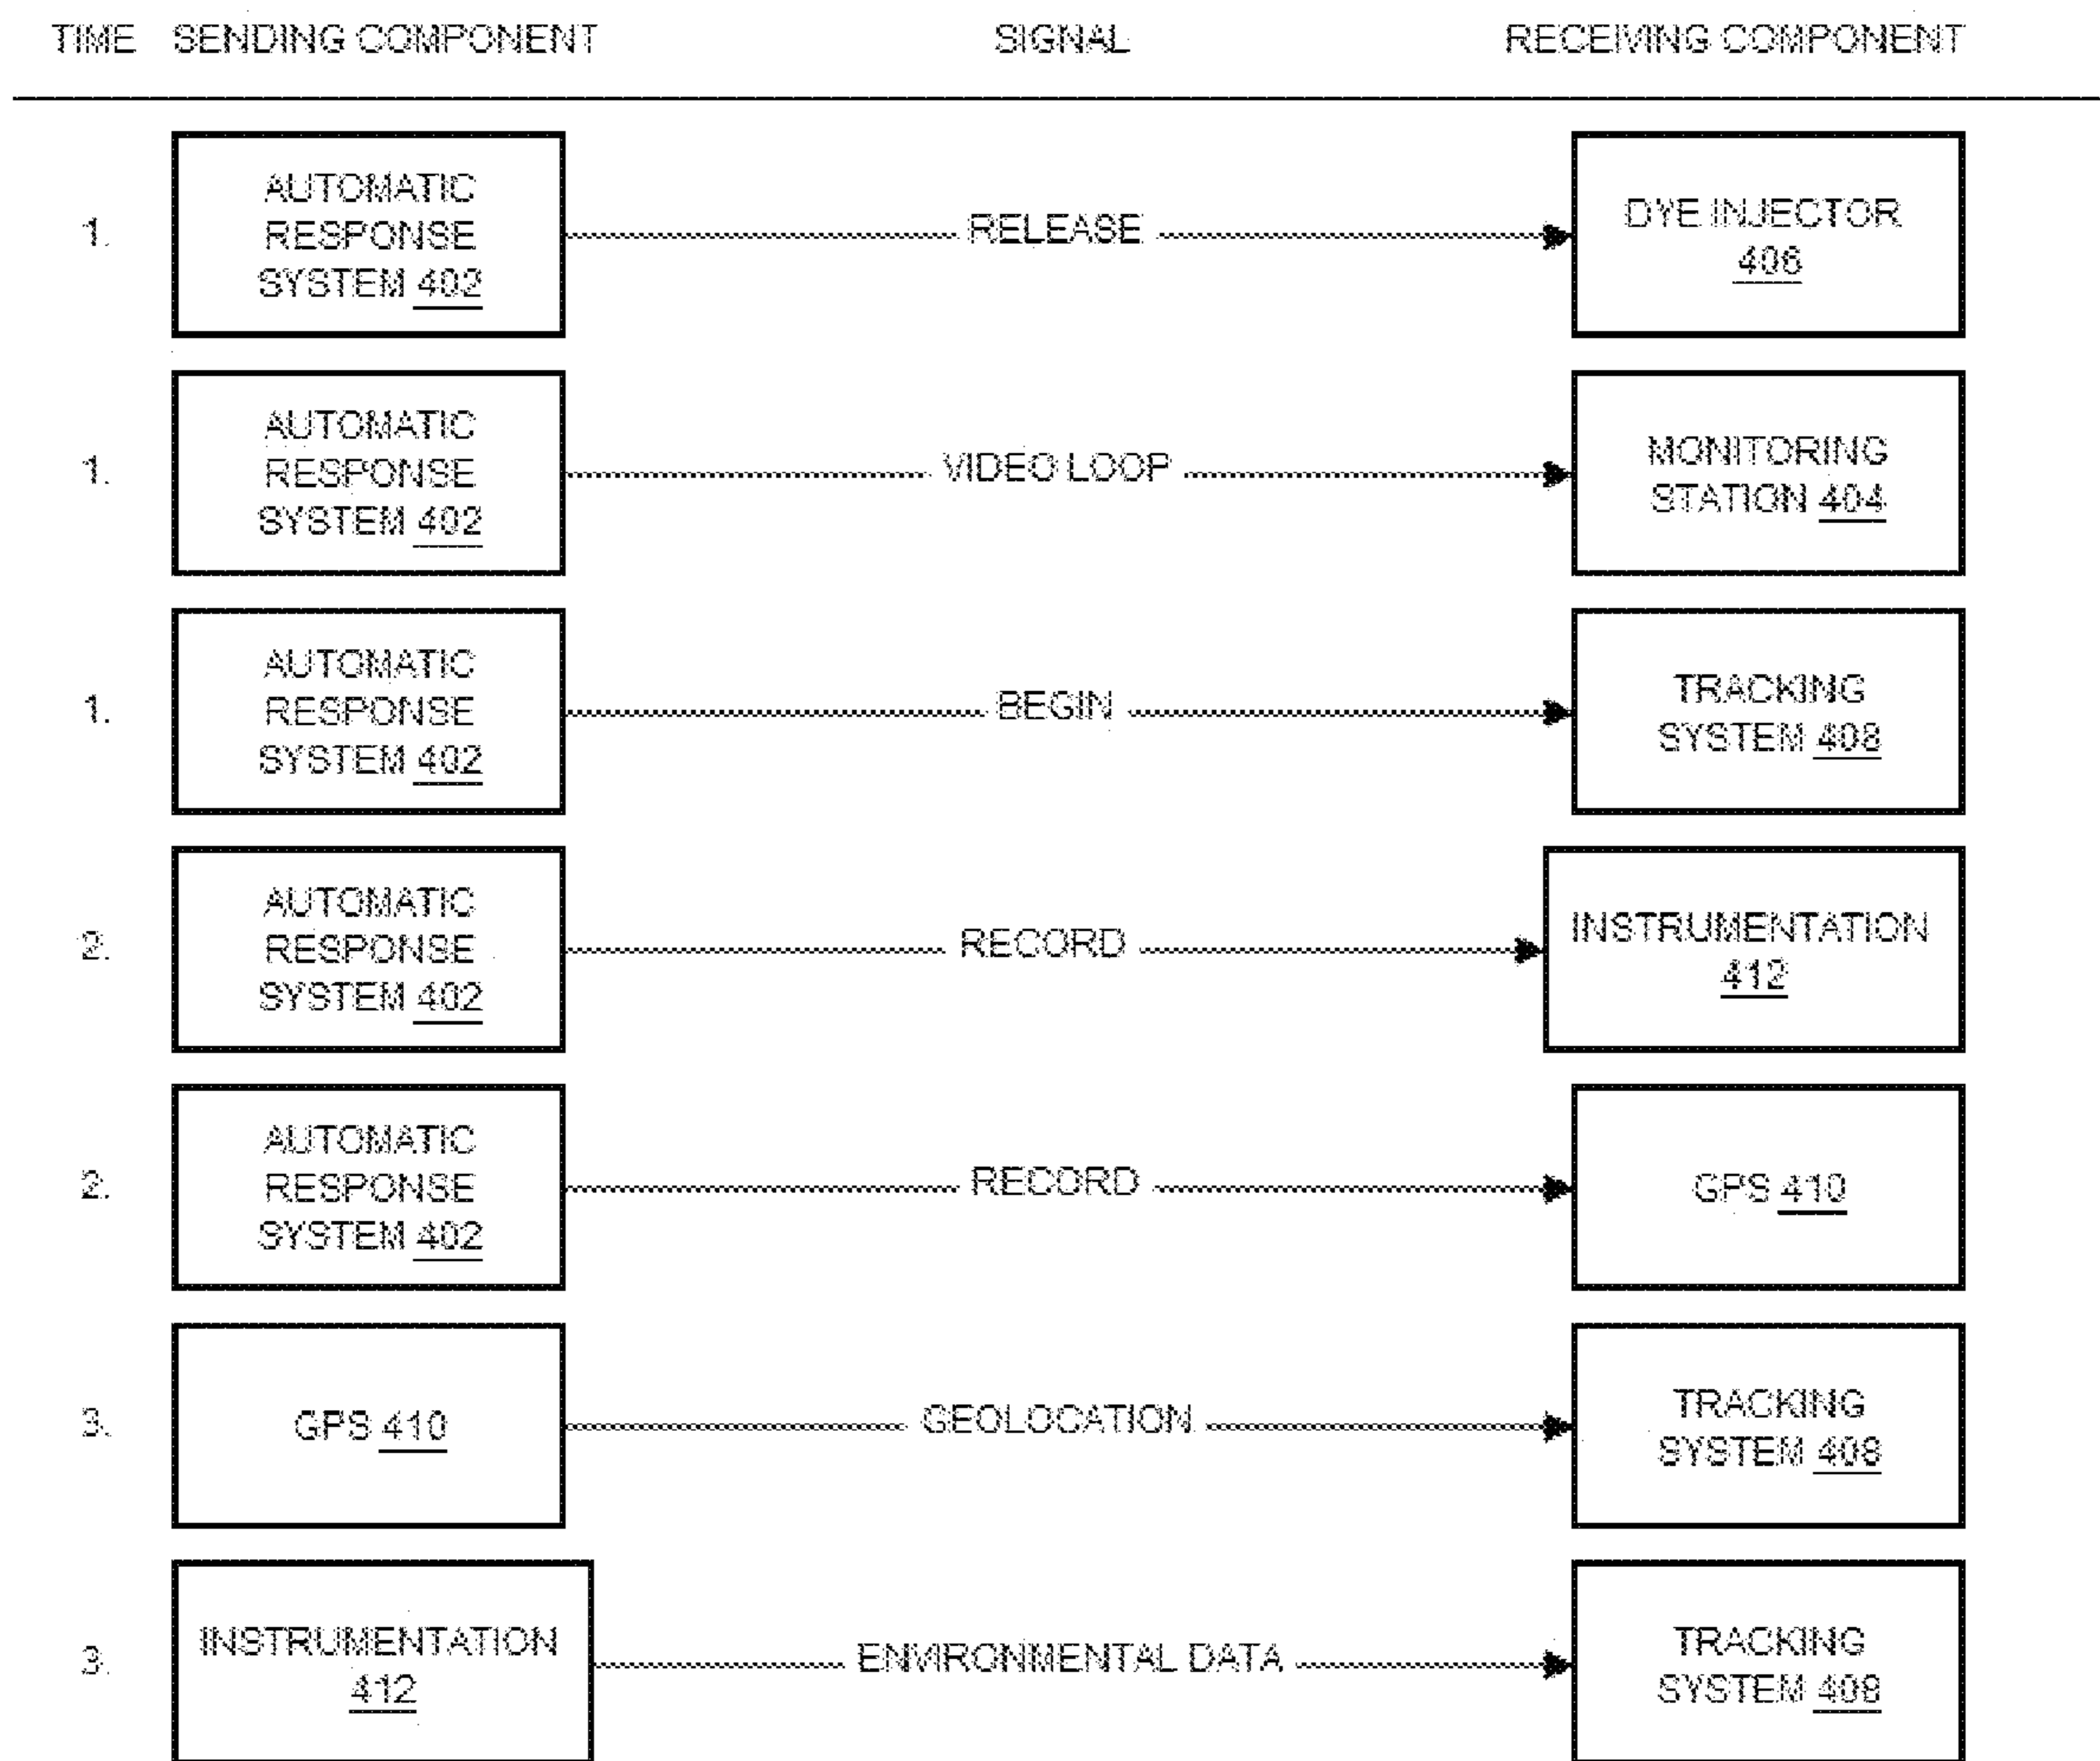 TIME SENDING COMPONENT SIGNAL RECEIVING COMPONENT
1.
AUTOMATIC
RESPONSE
SYSTEM 402
RELEASE
DYE INJECTOR
406
1.
AUTOMATIC
RESPONSE
SYSTEM 402
VIDEO LOOP
MONITORING
STATION 404
1.
AUTOMATIC
RESPONSE
SYSTEM 402
BEGIN
TRACKING
SYSTEM 408
2.
AUTOMATIC
RESPONSE
SYSTEM 402
RECORD
INSTRUMENTATION
412
2.
AUTOMATIC
RESPONSE
SYSTEM 402
RECORD
GPS 410
3.
GPS 410
GEOLOCATION
TRACKING
SYSTEM 408
3.
INSTRUMENTATION
412
ENVIRONMENTAL DATA
TRACKING
SYSTEM 408